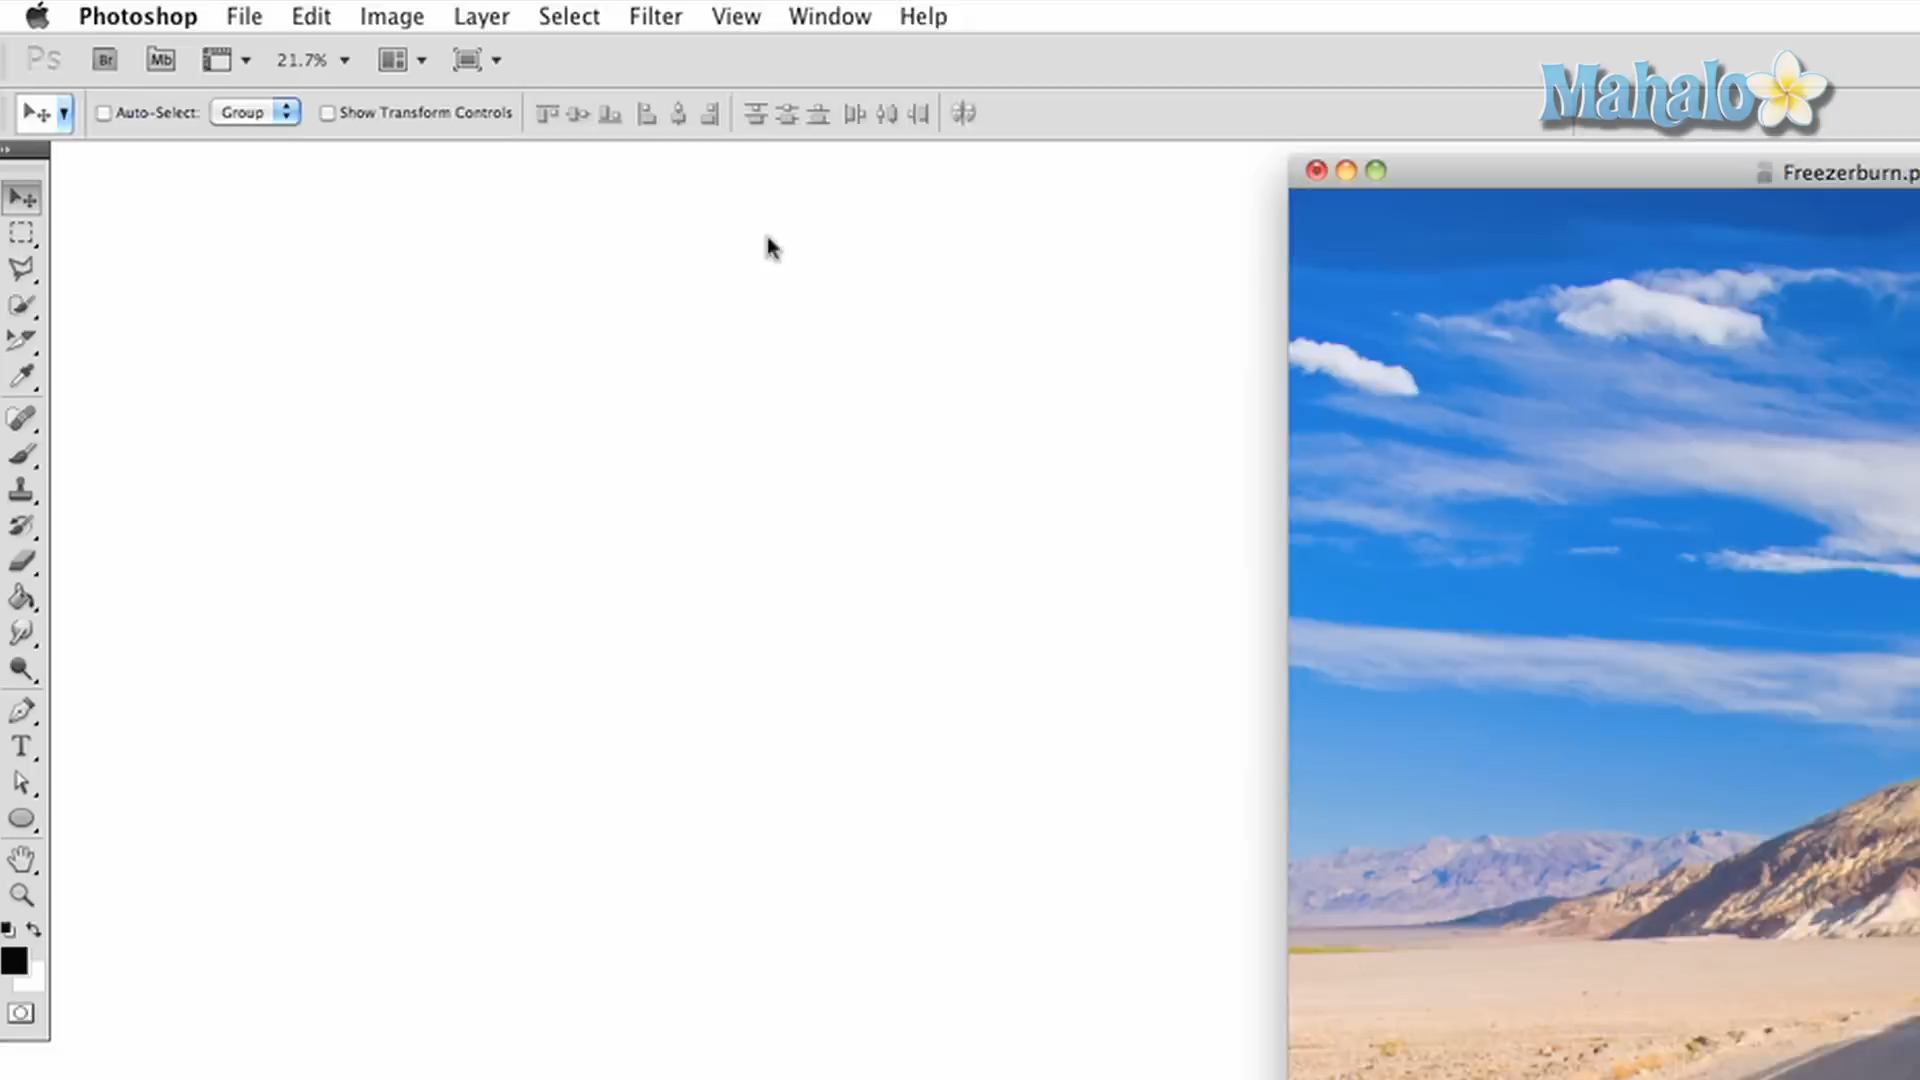 Photoshop File Edit Image Layer Select Filter View Window Help
Ps Br Mb 21.7%
Mahalo
Auto-Select: Group Show Transform Controls
Freezerburn.p
T